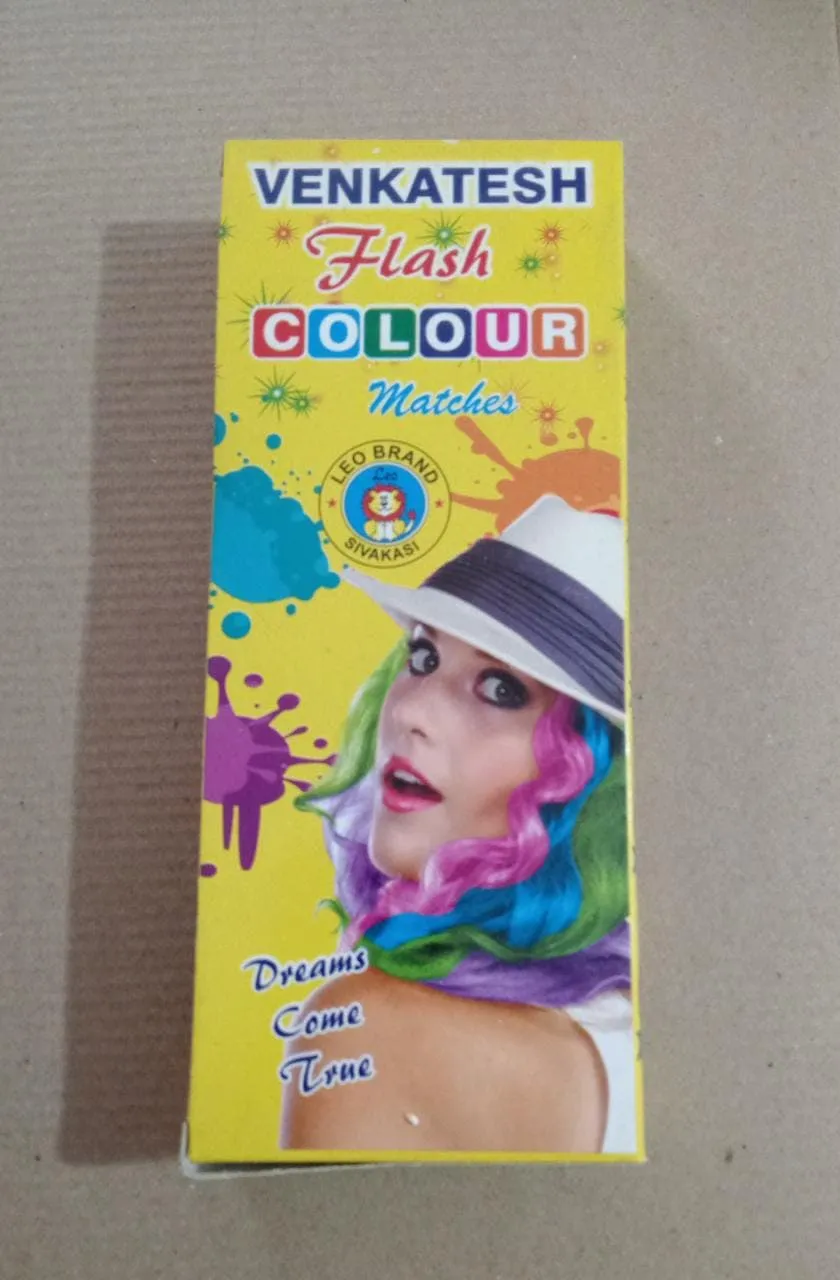 VENKATESH
Flash
COLOUR
Matches
LEO BRAND
Leo
SIVAKASI
Dreams
Come
True